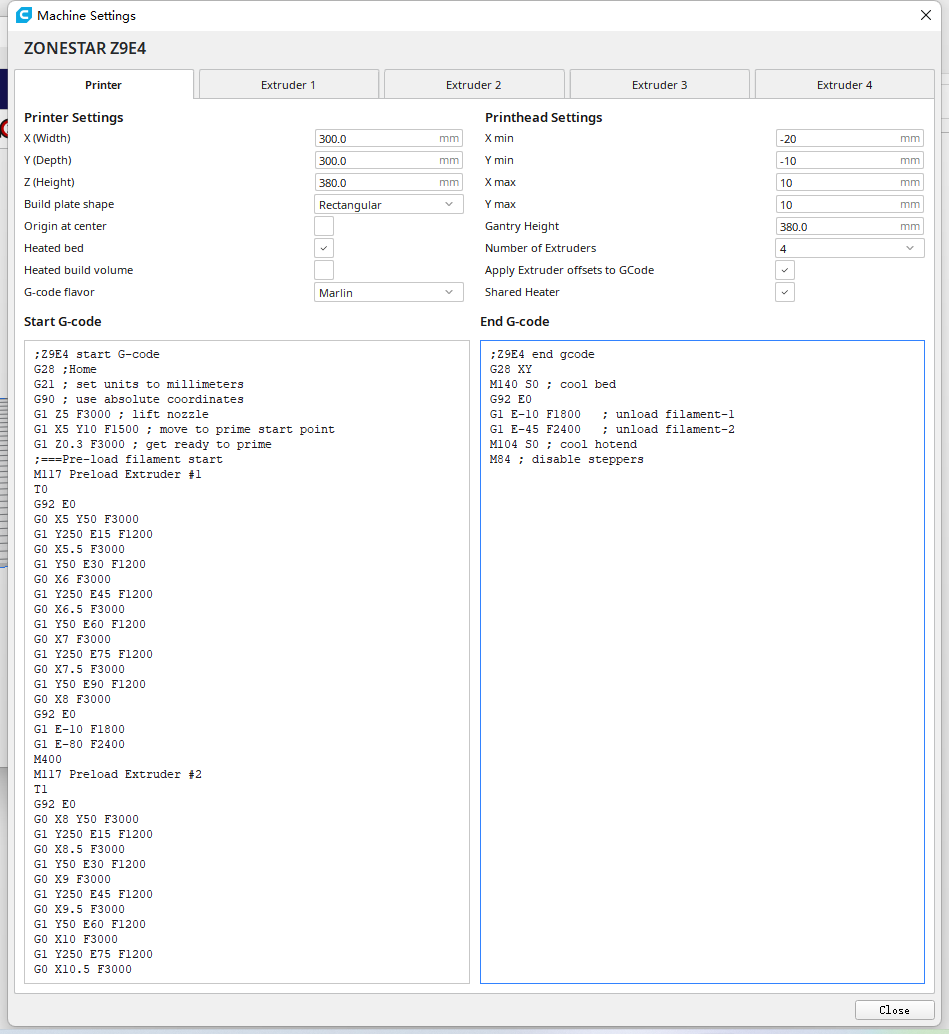 Machine Settings
ZONESTAR Z9E4
Printer
Extruder 1
Extruder 2
Extruder 3
Extruder 4
Printer Settings
X (Width) 300.0 mm
Y (Depth) 300.0 mm
Z (Height) 380.0 mm
Build plate shape Rectangular
Origin at center
Heated bed
Heated build volume
G-code flavor Marlin
Printhead Settings
X min -20 mm
Y min -10 mm
X max 10 mm
Y max 10 mm
Gantry Height 380.0 mm
Number of Extruders 4
Apply Extruder offsets to GCode
Shared Heater
Start G-code
;Z9E4 start G-code
G28 ;Home
G21 ; set units to millimeters
G90 ; use absolute coordinates
G1 Z5 F3000 ; lift nozzle
G1 X5 Y10 F1500 ; move to prime start point
G1 Z0.3 F3000 ; get ready to prime
;===Pre-load filament start
M117 Preload Extruder #1
T0
G92 E0
G0 X5 Y50 F3000
G1 Y250 E15 F1200
G0 X5.5 F3000
G1 Y50 E30 F1200
G0 X6 F3000
G1 Y250 E45 F1200
G0 X6.5 F3000
G1 Y50 E60 F1200
G0 X7 F3000
G1 Y250 E75 F1200
G0 X7.5 F3000
G1 Y50 E90 F1200
G0 X8 F3000
G92 E0
G1 E-10 F1800
G1 E-80 F2400
M400
M117 Preload Extruder #2
T1
G92 E0
G0 X8 Y50 F3000
G1 Y250 E15 F1200
G0 X8.5 F3000
G1 Y50 E30 F1200
G0 X9 F3000
G1 Y250 E45 F1200
G0 X9.5 F3000
G1 Y50 E60 F1200
G0 X10 F3000
G1 Y250 E75 F1200
G0 X10.5 F3000
End G-code
;Z9E4 end gcode
G28 XY
M140 S0 ; cool bed
G92 E0
G1 E-10 F1800   ; unload filament-1
G1 E-45 F2400   ; unload filament-2
M104 S0 ; cool hotend
M84 ; disable steppers
Close